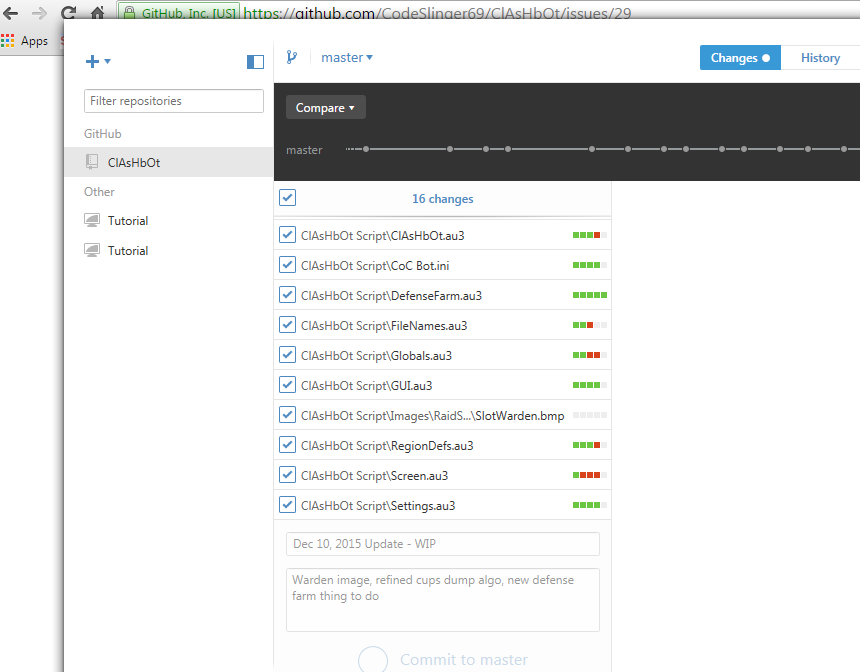 GitHub, Inc. [US] https://github.com/CodeSlinger69/ClAsHbOt/issues/29
Apps
master
Changes
History
Filter repositories
Compare
GitHub
master
ClAsHbOt
Other
Tutorial
Tutorial
16 changes
ClAsHbOt Script\ClAsHbOt.au3
ClAsHbOt Script\CoC Bot.ini
ClAsHbOt Script\DefenseFarm.au3
ClAsHbOt Script\FileNames.au3
ClAsHbOt Script\Globals.au3
ClAsHbOt Script\GUI.au3
ClAsHbOt Script\Images\RaidS...\SlotWarden.bmp
ClAsHbOt Script\RegionDefs.au3
ClAsHbOt Script\Screen.au3
ClAsHbOt Script\Settings.au3
Dec 10, 2015 Update - WIP
Warden image, refined cups dump algo, new defense
farm thing to do
Commit to master